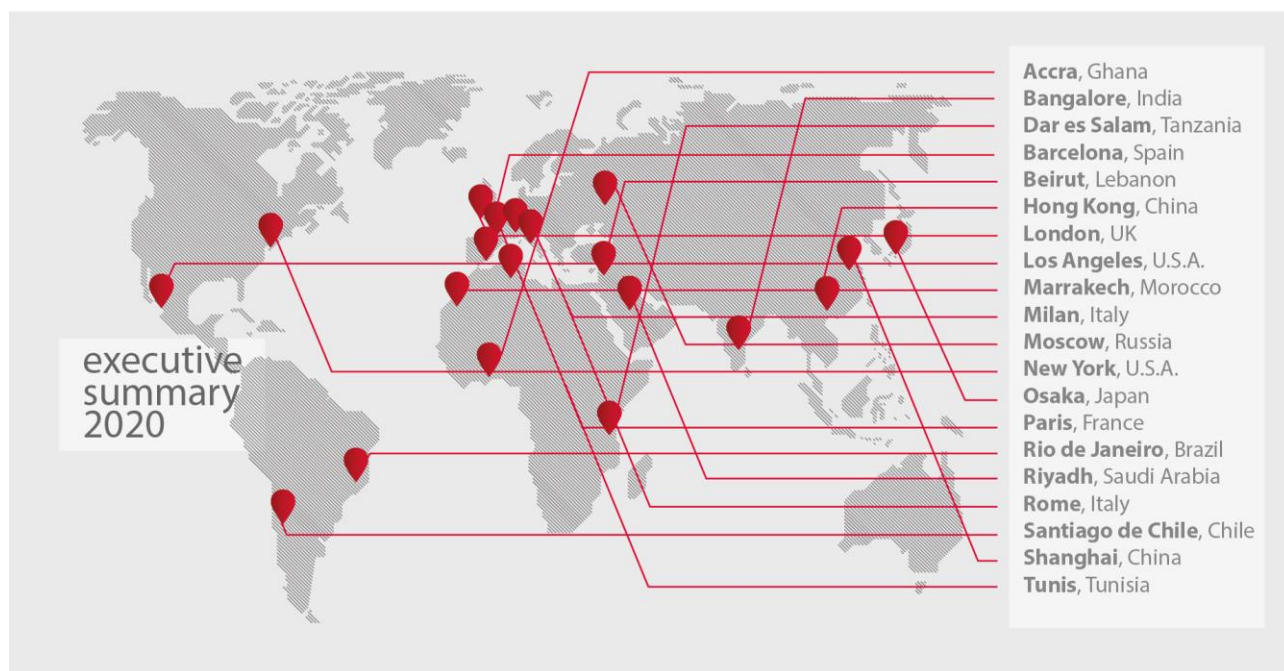 executive
summary
2020
Accra, Ghana
Bangalore, India
Dar es Salam, Tanzania
Barcelona, Spain
Beirut, Lebanon
Hong Kong, China
London, UK
Los Angeles, U.S.A.
Marrakech, Morocco
Milan, Italy
Moscow, Russia
New York, U.S.A.
Osaka, Japan
Paris, France
Rio de Janeiro, Brazil
Riyadh, Saudi Arabia
Rome, Italy
Santiago de Chile, Chile
Shanghai, China
Tunis, Tunisia